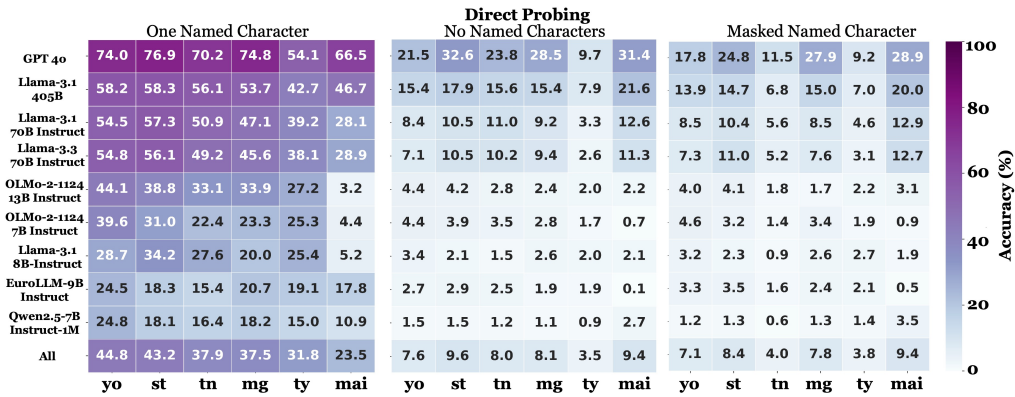 Direct Probing
One Named Character No Named Characters Masked Named Character
GPT 4o 74.0 76.9 70.2 74.8 54.1 66.5 21.5 32.6 23.8 28.5 9.7 31.4 17.8 24.8 11.5 27.9 9.2 28.9
Llama-3.1
405B 58.2 58.3 56.1 53.7 42.7 46.7 15.4 17.9 15.6 15.4 7.9 21.6 13.9 14.7 6.8 15.0 7.0 20.0
Llama-3.1
70B Instruct 54.5 57.3 50.9 47.1 39.2 28.1 8.4 10.5 11.0 9.2 3.3 12.6 8.5 10.4 5.6 8.5 4.6 12.9
Llama-3.3
70B Instruct 54.8 56.1 49.2 45.6 38.1 28.9 7.1 10.5 10.2 9.4 2.6 11.3 7.3 11.0 5.2 7.6 3.1 12.7
OLMo-2-1124
13B Instruct 44.1 38.8 33.1 33.9 27.2 3.2 4.4 4.2 2.8 2.4 2.0 2.2 4.0 4.1 1.8 1.7 2.2 3.1
OLMo-2-1124
7B Instruct 39.6 31.0 22.4 23.3 25.3 4.4 4.4 3.9 3.5 2.8 1.7 0.7 4.6 3.2 1.4 3.4 1.9 0.9
Llama-3.1
8B-Instruct 28.7 34.2 27.6 20.0 25.4 5.2 3.4 2.1 1.5 2.6 2.0 2.1 3.2 2.3 0.9 2.6 2.7 1.9
EuroLLM-9B
Instruct 24.5 18.3 15.4 20.7 19.1 17.8 2.7 2.9 2.5 1.9 1.9 0.1 3.3 3.5 1.6 2.4 2.1 0.5
Qwen2.5-7B
Instruct-1M 24.8 18.1 16.4 18.2 15.0 10.9 1.5 1.5 1.2 1.1 0.9 2.7 1.2 1.3 0.6 1.3 1.4 3.5
All 44.8 43.2 37.9 37.5 31.8 23.5 7.6 9.6 8.0 8.1 3.5 9.4 7.1 8.4 4.0 7.8 3.8 9.4
yo st tn mg ty mai yo st tn mg ty mai yo st tn mg ty mai
100
80
60
40
20
0
Accuracy (%)